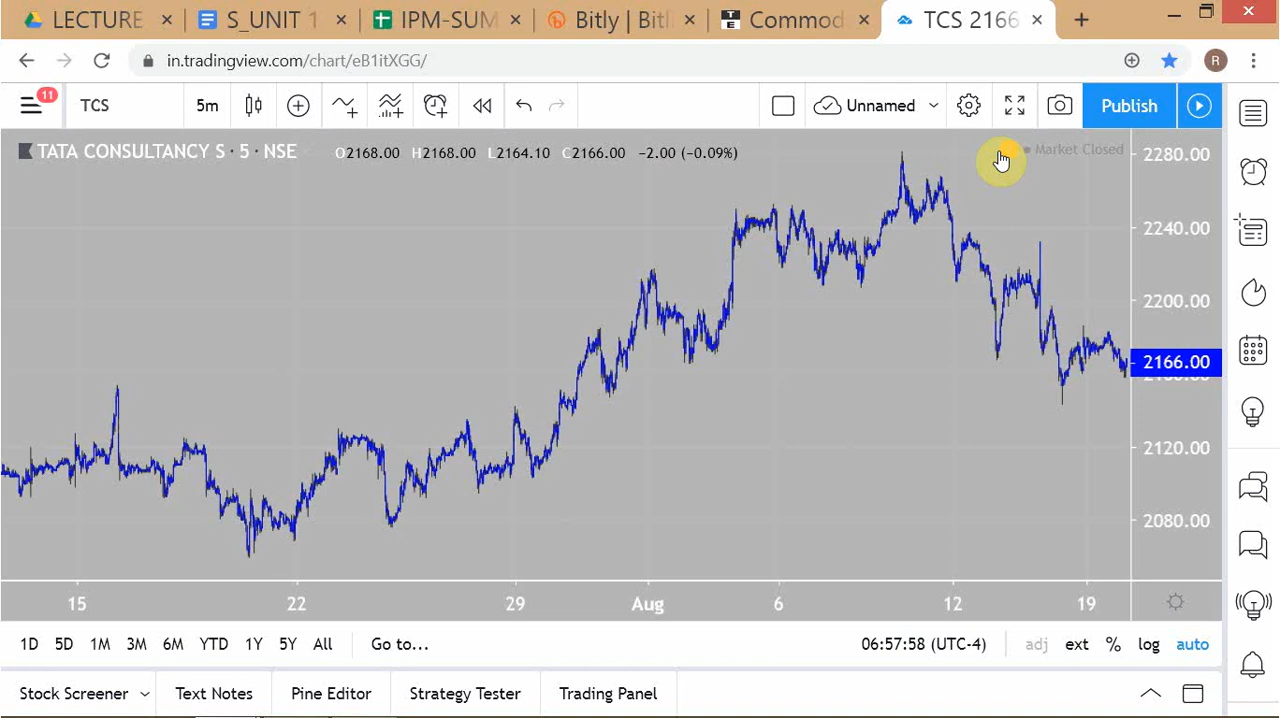 LECTURE
S_UNIT 1
IPM-SUM
Bitly | Bitl
Commod
TCS 2166
in.tradingview.com/chart/eB1itXGG/
R
11
TCS
5m
Unnamed
Publish
TATA CONSULTANCY S · 5 · NSE
O2168.00 H2168.00 L2164.10 C2166.00 −2.00 (−0.09%)
Market Closed
2280.00
2240.00
2200.00
2166.00
2120.00
2080.00
15 22 29 Aug 6 12 19
1D 5D 1M 3M 6M YTD 1Y 5Y All Go to...
06:57:58 (UTC-4) adj ext % log auto
Stock Screener Text Notes Pine Editor Strategy Tester Trading Panel